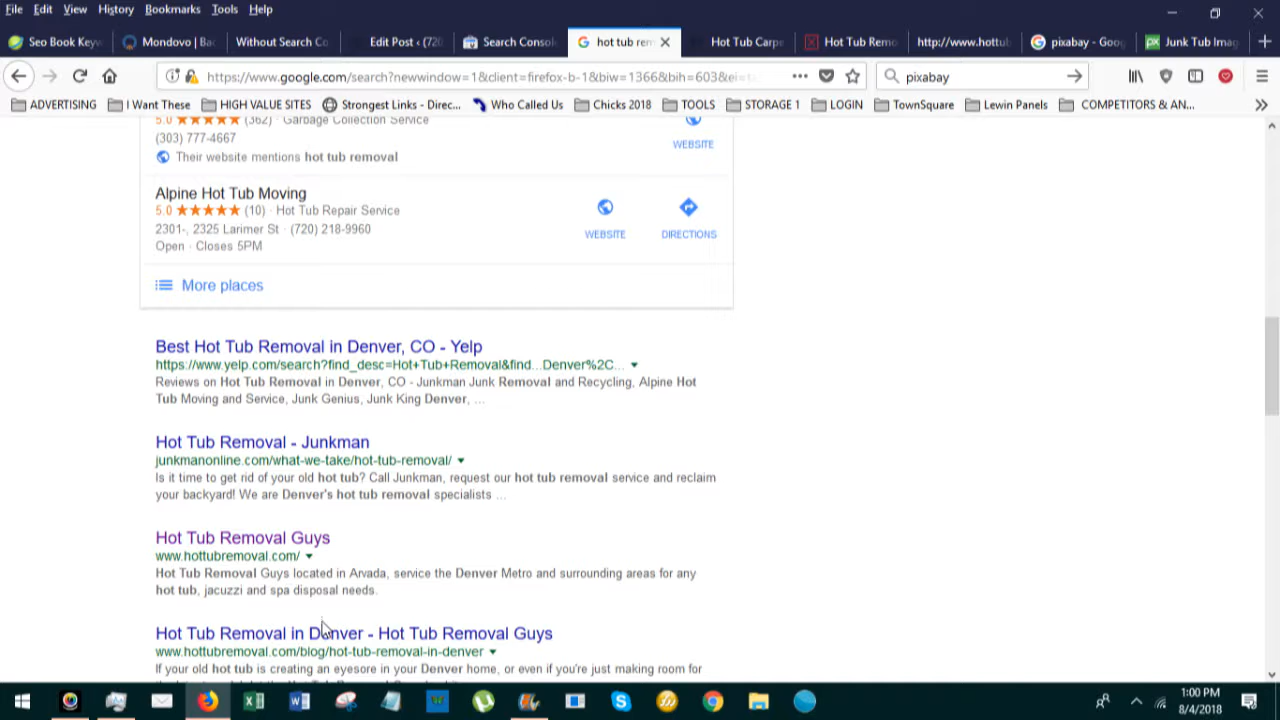 File Edit View History Bookmarks Tools Help
Seo Book Keyw Mondovo | Bac Without Search Co Edit Post ‹ (720 Search Conso hot tub rem Hot Tub Carpe Hot Tub Remo http://www.hottub pixabay - Goog Junk Tub Imag
https://www.google.com/search?newwindow=1&client=firefox-b-1&biw=1366&bih=603&ei= pixabay
ADVERTISING I Want These HIGH VALUE SITES Strongest Links - Direc... Who Called Us Chicks 2018 TOOLS STORAGE 1 LOGIN TownSquare Lewin Panels COMPETITORS & AN...
5.0 (362) · Garbage Collection Service
(303) 777-4667
WEBSITE
Their website mentions hot tub removal
Alpine Hot Tub Moving
5.0 (10) · Hot Tub Repair Service
2301-, 2325 Larimer St · (720) 218-9960
WEBSITE DIRECTIONS
Open · Closes 5PM
More places
Best Hot Tub Removal in Denver, CO - Yelp
https://www.yelp.com/search?find_desc=Hot+Tub+Removal&find...Denver%2C...
Reviews on Hot Tub Removal in Denver, CO - Junkman Junk Removal and Recycling, Alpine Hot
Tub Moving and Service, Junk Genius, Junk King Denver, ...
Hot Tub Removal - Junkman
junkmanonline.com/what-we-take/hot-tub-removal/
Is it time to get rid of your old hot tub? Call Junkman, request our hot tub removal service and reclaim
your backyard! We are Denver's hot tub removal specialists ...
Hot Tub Removal Guys
www.hottubremoval.com/
Hot Tub Removal Guys located in Arvada, service the Denver Metro and surrounding areas for any
hot tub, jacuzzi and spa disposal needs.
Hot Tub Removal in Denver - Hot Tub Removal Guys
www.hottubremoval.com/blog/hot-tub-removal-in-denver
If your old hot tub is creating an eyesore in your Denver home, or even if you're just making room for
1:00 PM
8/4/2018